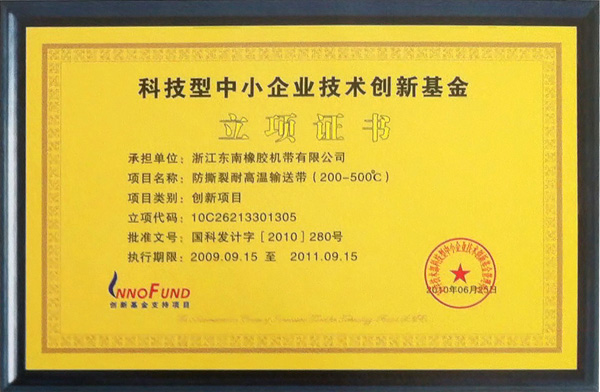 科技型中小企业技术创新基金
立项证书
承担单位：浙江东南橡胶机带有限公司
项目名称：防撕裂耐高温输送带（200-500℃）
项目类别：创新项目
立项代码：10C26213301305
批准文号：国科发计字［2010］280号
执行期限：2009.09.15 至 2011.09.15
INNOFUND
创新基金支持项目
2010年06月25日